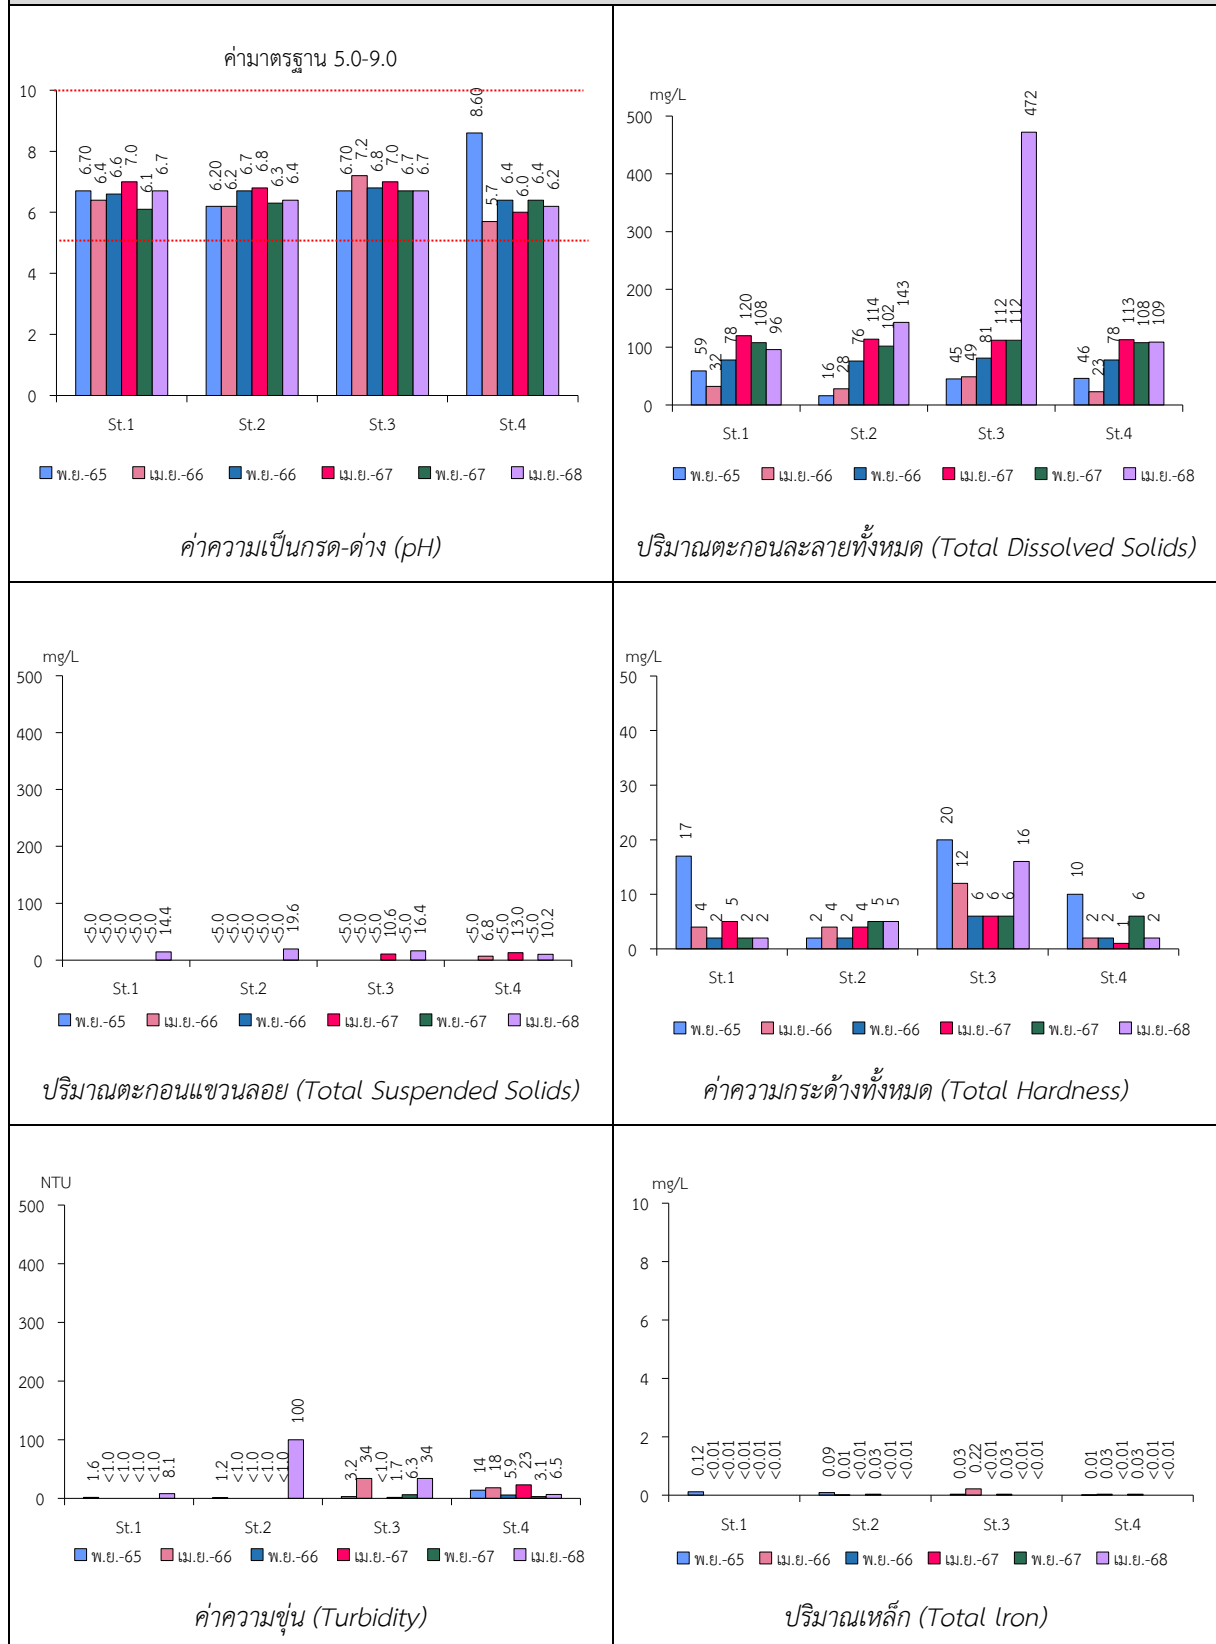 ค่ามาตรฐาน 5.0-9.0
10
8
6
4
2
0
6.70 6.4 6.6 7.0 6.1 6.7
6.20 6.2 6.7 6.8 6.3 6.4
6.70 7.2 6.8 7.0 6.7 6.7
8.60 5.7 6.4 6.0 6.4 6.2
St.1 St.2 St.3 St.4
พ.ย.-65 เม.ย.-66 พ.ย.-66 เม.ย.-67 พ.ย.-67 เม.ย.-68
ค่าความเป็นกรด-ด่าง (pH)
mg/L
500
400
300
200
100
0
59 32 78 120 108 96
16 28 76 114 102 143
45 49 81 112 112 472
46 23 78 113 108 109
St.1 St.2 St.3 St.4
พ.ย.-65 เม.ย.-66 พ.ย.-66 เม.ย.-67 พ.ย.-67 เม.ย.-68
ปริมาณตะกอนละลายทั้งหมด (Total Dissolved Solids)
mg/L
500
400
300
200
100
0
<5.0 <5.0 <5.0 <5.0 <5.0 14.4
<5.0 <5.0 <5.0 <5.0 <5.0 19.6
<5.0 <5.0 <5.0 10.6 <5.0 16.4
<5.0 6.8 <5.0 13.0 <5.0 10.2
St.1 St.2 St.3 St.4
พ.ย.-65 เม.ย.-66 พ.ย.-66 เม.ย.-67 พ.ย.-67 เม.ย.-68
ปริมาณตะกอนแขวนลอย (Total Suspended Solids)
mg/L
50
40
30
20
10
0
17 4 2 5 2 2
2 4 2 4 5 5
20 12 6 6 6 16
10 2 2 1 6 2
St.1 St.2 St.3 St.4
พ.ย.-65 เม.ย.-66 พ.ย.-66 เม.ย.-67 พ.ย.-67 เม.ย.-68
ค่าความกระด้างทั้งหมด (Total Hardness)
NTU
500
400
300
200
100
0
1.6 <1.0 <1.0 <1.0 <1.0 8.1
1.2 <1.0 <1.0 <1.0 <1.0 100
3.2 34 <1.0 1.7 6.3 34
14 18 5.9 23 3.1 6.5
St.1 St.2 St.3 St.4
พ.ย.-65 เม.ย.-66 พ.ย.-66 เม.ย.-67 พ.ย.-67 เม.ย.-68
ค่าความขุ่น (Turbidity)
mg/L
10
8
6
4
2
0
0.12 <0.01 <0.01 <0.01 <0.01
0.09 0.01 <0.01 0.03 <0.01 <0.01
0.03 0.22 <0.01 0.03 <0.01 <0.01
0.01 0.03 <0.01 0.03 <0.01 <0.01
St.1 St.2 St.3 St.4
พ.ย.-65 เม.ย.-66 พ.ย.-66 เม.ย.-67 พ.ย.-67 เม.ย.-68
ปริมาณเหล็ก (Total lron)